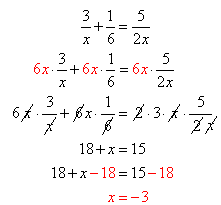 3/x + 1/6 = 5/2x
6x · 3/x + 6x · 1/6 = 6x · 5/2x
6x · 3/x + 6x · 1/6 = 2 · 3 · x · 5/2x
18 + x = 15
18 + x − 18 = 15 − 18
x = −3